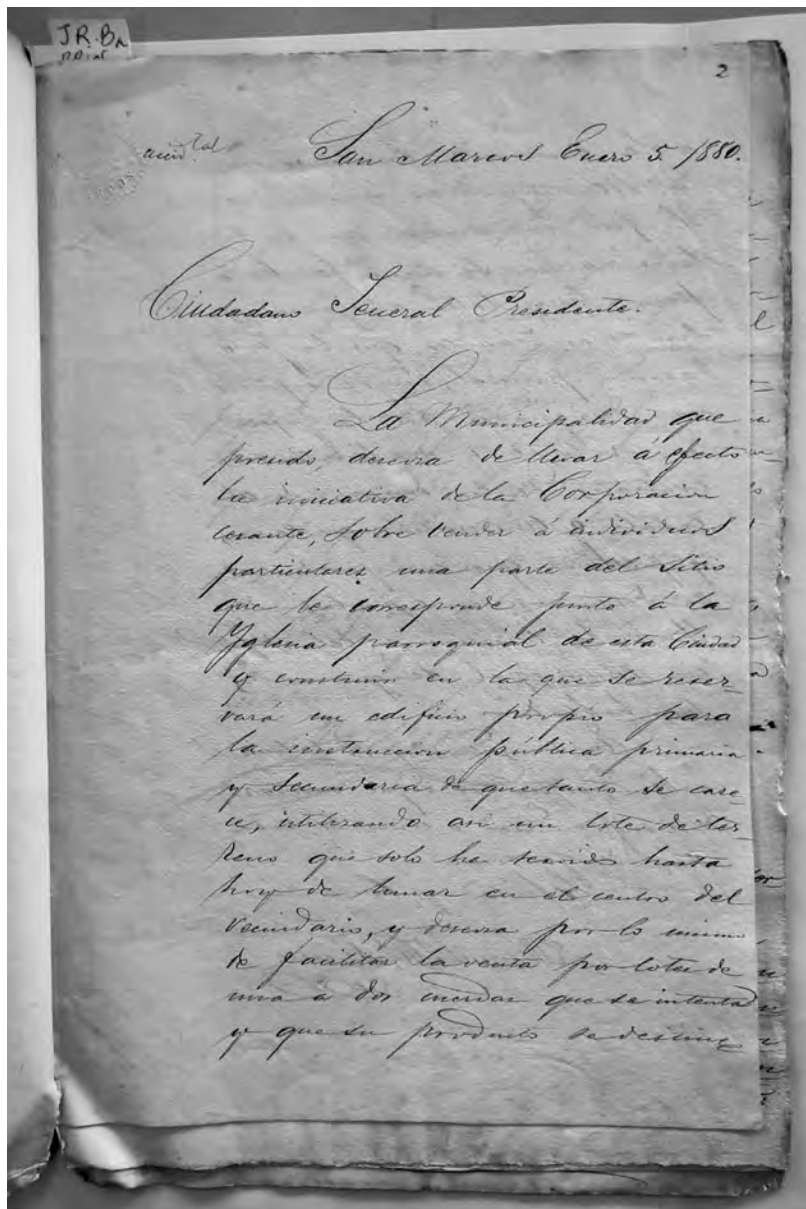 J.R.B.
2
San Marcos Enero 5. 1880.
Ciudadano General Presidente.
La Municipalidad que
presido, deseosa de llevar á efecto
la iniciativa de la Corporacion
cesante, sobre vender á individuos
particulares una parte del Sitio
que le corresponde junto á la
Yglesia parroquial de esta Ciudad
y construir en la que se reser-
vará un edificio propio para
la instruccion pública primaria
y secundaria de que tanto se care-
ce, utilizando asi un lote de ter-
reno que solo ha servido hasta
hoy de tunar en el centro del
Vecindario, y deseosa por lo mismo
de facilitar la venta por lotes de
una á dos cuerdas que se intenta
y que su producto se destine